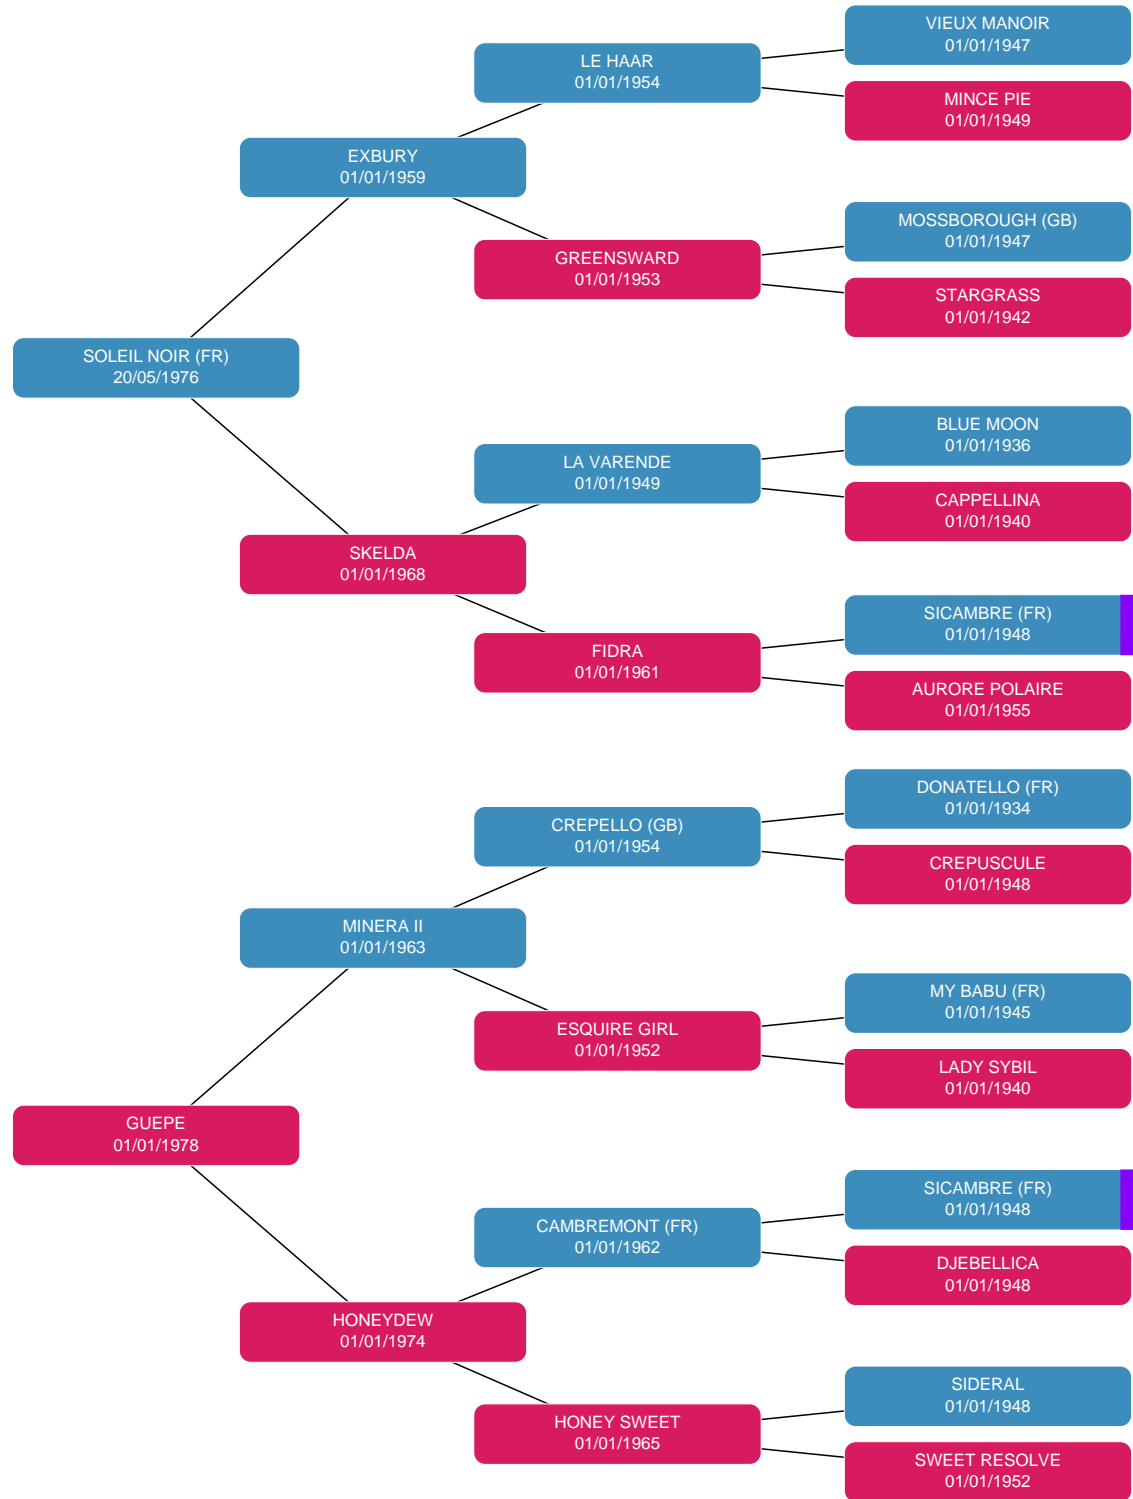 VIEUX MANOIR
01/01/1947
LE HAAR
01/01/1954
MINCE PIE
01/01/1949
EXBURY
01/01/1959
MOSSBOROUGH (GB)
01/01/1947
GREENSWARD
01/01/1953
STARGRASS
01/01/1942
SOLEIL NOIR (FR)
20/05/1976
BLUE MOON
01/01/1936
LA VARENDE
01/01/1949
CAPPELLINA
01/01/1940
SKELDA
01/01/1968
SICAMBRE (FR)
01/01/1948
FIDRA
01/01/1961
AURORE POLAIRE
01/01/1955
DONATELLO (FR)
01/01/1934
CREPELLO (GB)
01/01/1954
CREPUSCULE
01/01/1948
MINERA II
01/01/1963
MY BABU (FR)
01/01/1945
ESQUIRE GIRL
01/01/1952
LADY SYBIL
01/01/1940
GUEPE
01/01/1978
SICAMBRE (FR)
01/01/1948
CAMBREMONT (FR)
01/01/1962
DJEBELLICA
01/01/1948
HONEYDEW
01/01/1974
SIDERAL
01/01/1948
HONEY SWEET
01/01/1965
SWEET RESOLVE
01/01/1952